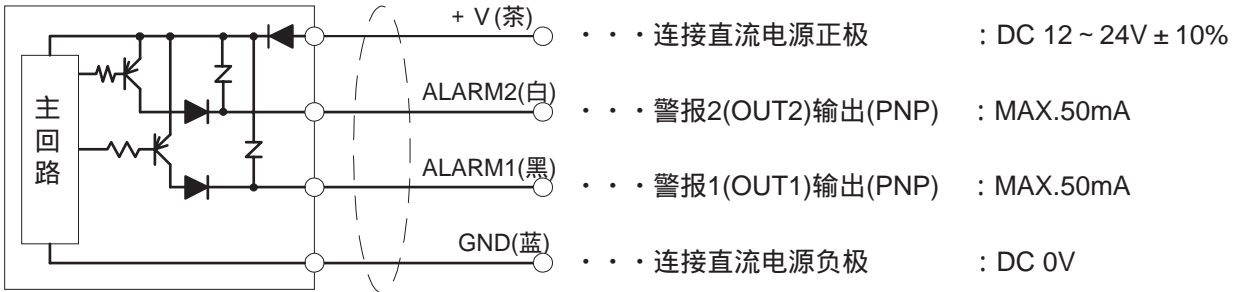 + V(茶) ・・・连接直流电源正极 : DC 12 ~ 24V ± 10%
ALARM2(白) ・・・警报2(OUT2)输出(PNP) : MAX.50mA
主回路
ALARM1(黑) ・・・警报1(OUT1)输出(PNP) : MAX.50mA
GND(蓝) ・・・连接直流电源负极 : DC 0V